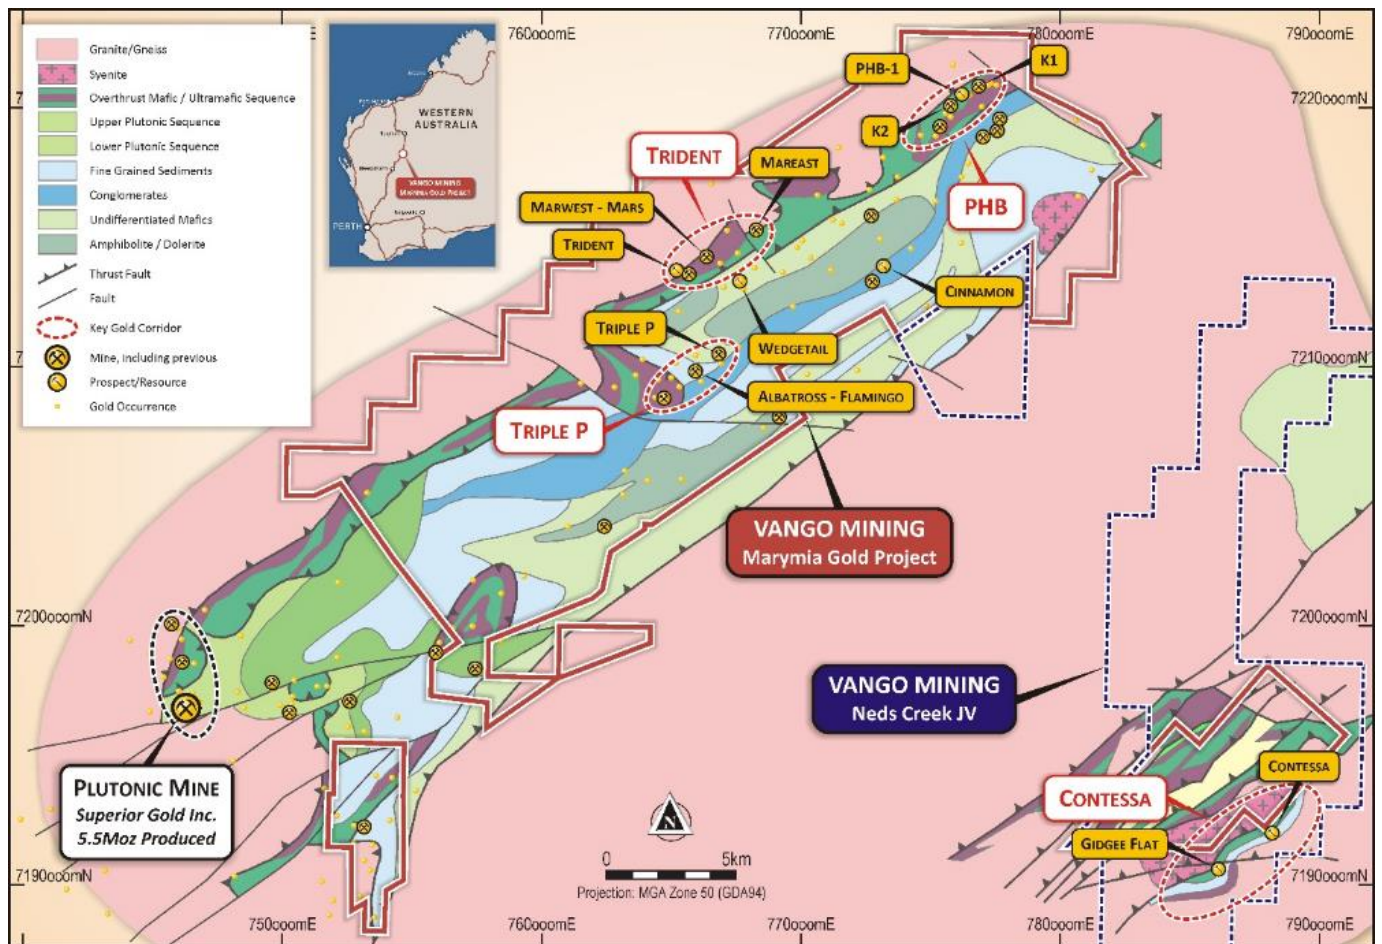 Granite/Gneiss
Syenite
Overthrust Mafic / Ultramafic Sequence
Upper Plutonic Sequence
Lower Plutonic Sequence
Fine Grained Sediments
Conglomerates
Undifferentiated Mafics
Amphibolite / Dolerite
Thrust Fault
Fault
Key Gold Corridor
Mine, including previous
Prospect/Resource
Gold Occurrence
WESTERN
AUSTRALIA
VANGO MINING
MARYMIA GOLD PROJECT
PERTH
760000mE
770000mE
780000mE
790000mE
7220000mN
PHB-1
K1
K2
TRIDENT
MAREAST
MARWEST - MARS
TRIDENT
PHB
CINNAMON
TRIPLE P
WEDGETAIL
7210000mN
ALBATROSS - FLAMINGO
TRIPLE P
VANGO MINING
Marymia Gold Project
7200000mN
7200000mN
VANGO MINING
Neds Creek JV
PLUTONIC MINE
Superior Gold Inc.
5.5Moz Produced
CONTESSA
CONTESSA
GIDGEE FLAT
N
0 5km
Projection: MGA Zone 50 (GDA94)
7190000mN
7190000mN
750000mE
760000mE
770000mE
780000mE
790000mE